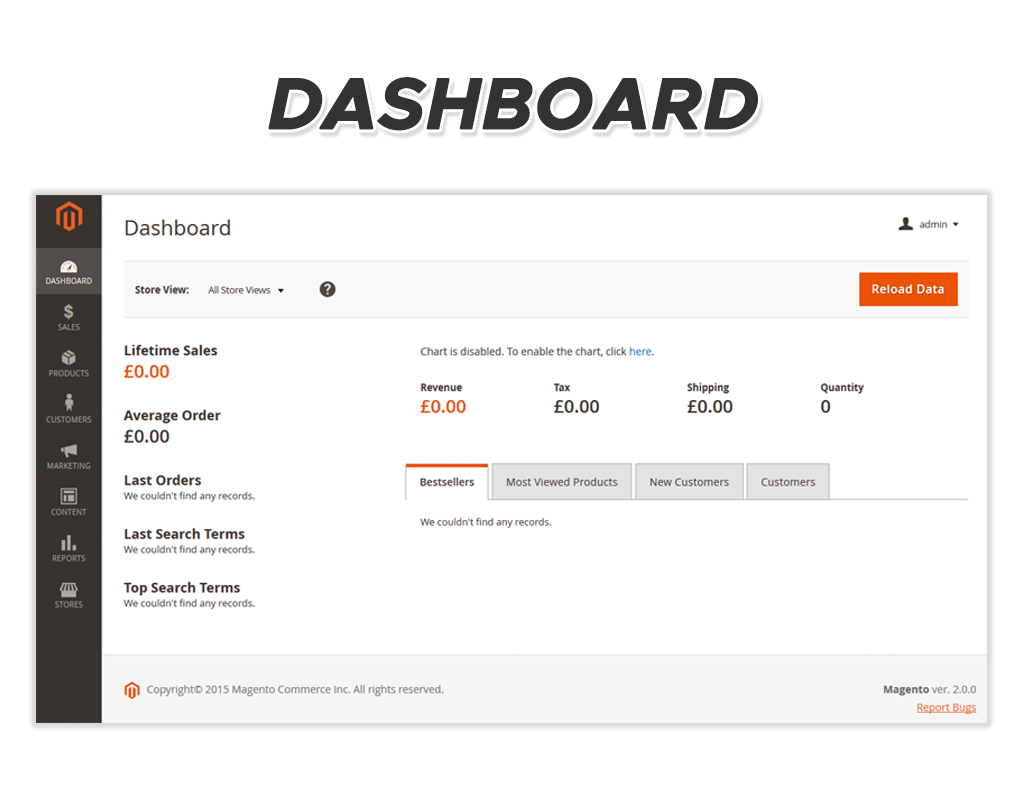 DASHBOARD
Dashboard
admin
Store View: All Store Views ?
Reload Data
DASHBOARD
SALES
PRODUCTS
CUSTOMERS
MARKETING
CONTENT
REPORTS
STORES
Lifetime Sales
£0.00
Average Order
£0.00
Last Orders
We couldn't find any records.
Last Search Terms
We couldn't find any records.
Top Search Terms
We couldn't find any records.
Chart is disabled. To enable the chart, click here.
Revenue Tax Shipping Quantity
£0.00 £0.00 £0.00 0
Bestsellers Most Viewed Products New Customers Customers
We couldn't find any records.
Copyright© 2015 Magento Commerce Inc. All rights reserved.
Magento ver. 2.0.0
Report Bugs